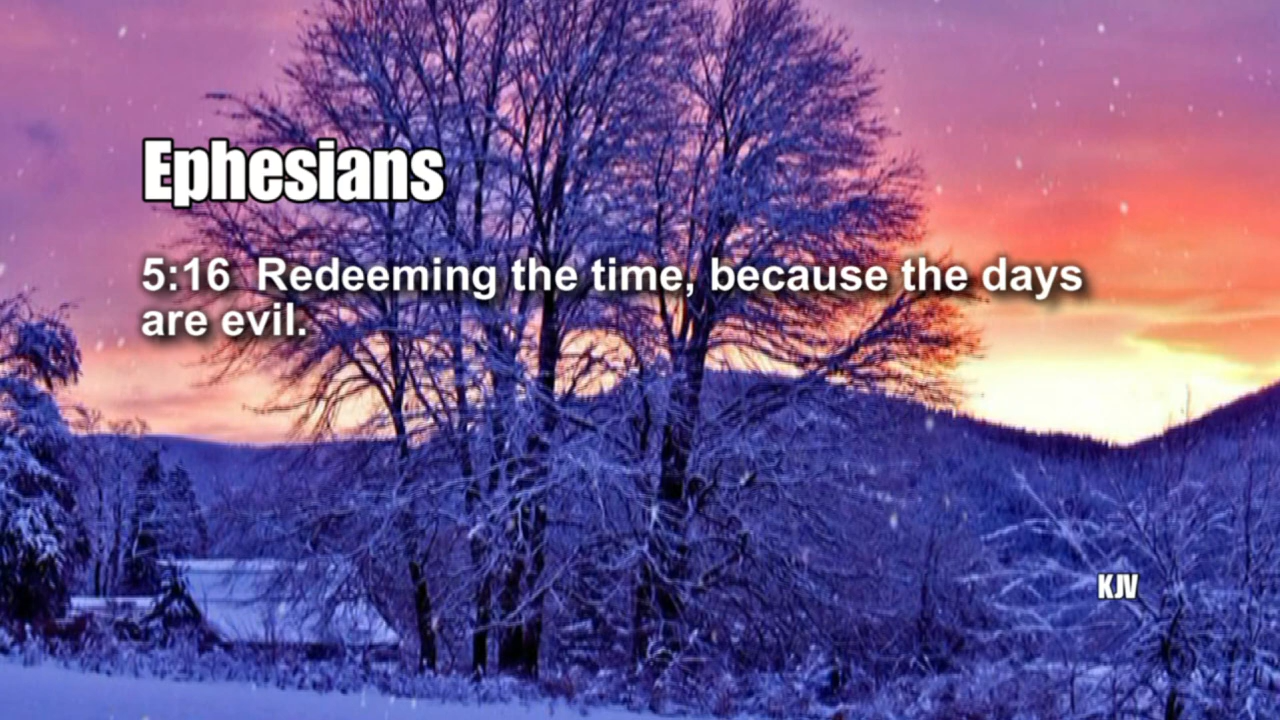 Ephesians
5:16 Redeeming the time, because the days
are evil.
KJV